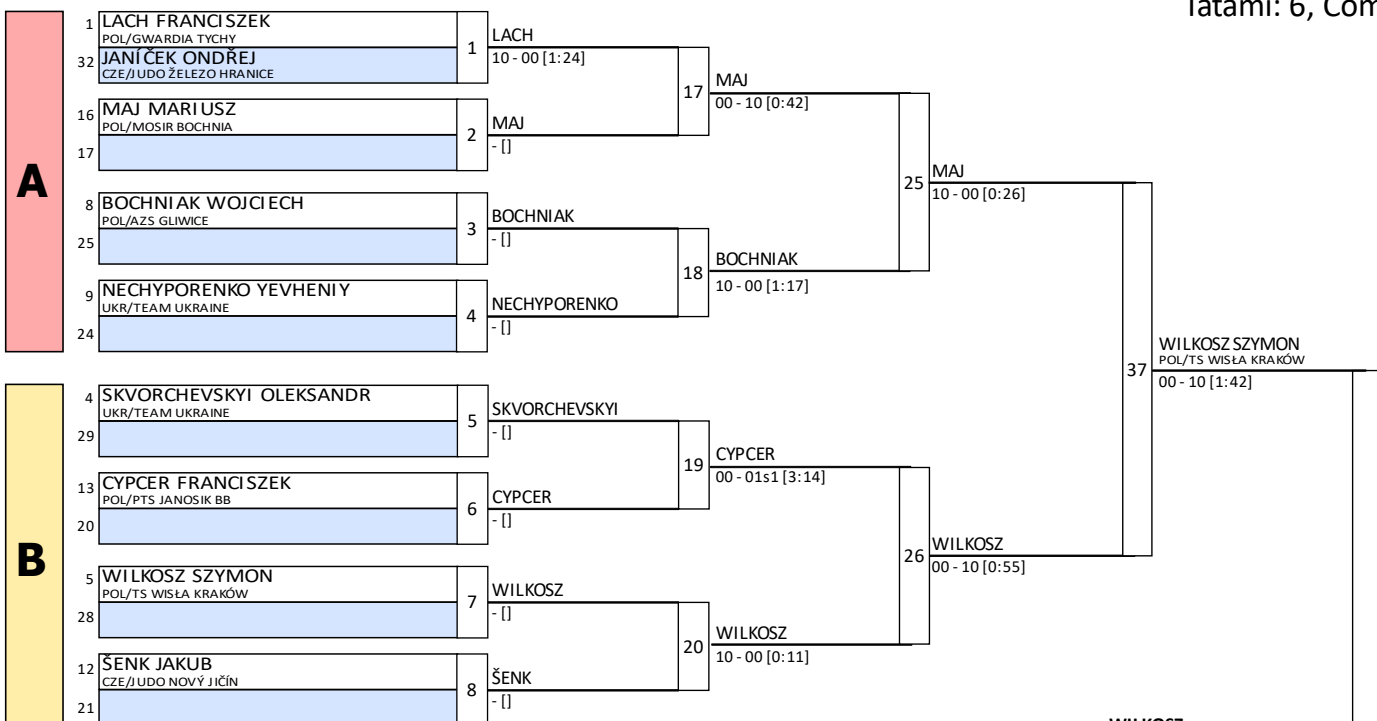 Tatami: 6, Com
A
1 LACH FRANCISZEK
POL/GWARDIA TYCHY
32 JANÍČEK ONDŘEJ
CZE/JUDO ŽELEZO HRANICE
1
LACH
10 - 00 [1:24]
16 MAJ MARIUSZ
POL/MOSIR BOCHNIA
17
2
MAJ
- []
17
MAJ
00 - 10 [0:42]
8 BOCHNIAK WOJCIECH
POL/AZS GLIWICE
25
3
BOCHNIAK
- []
9 NECHYPORENKO YEVHENIY
UKR/TEAM UKRAINE
24
4
NECHYPORENKO
- []
18
BOCHNIAK
10 - 00 [1:17]
25
MAJ
10 - 00 [0:26]
B
4 SKVORCHEVSKYI OLEKSANDR
UKR/TEAM UKRAINE
29
5
SKVORCHEVSKYI
- []
13 CYPCER FRANCISZEK
POL/PTS JANOSIK BB
20
6
CYPCER
- []
19
CYPCER
00 - 01s1 [3:14]
5 WILKOSZ SZYMON
POL/TS WISŁA KRAKÓW
28
7
WILKOSZ
- []
12 ŠENK JAKUB
CZE/JUDO NOVÝ JIČÍN
21
8
ŠENK
- []
20
WILKOSZ
10 - 00 [0:11]
26
WILKOSZ
00 - 10 [0:55]
37
WILKOSZ SZYMON
POL/TS WISŁA KRAKÓW
00 - 10 [1:42]
WILKOSZ